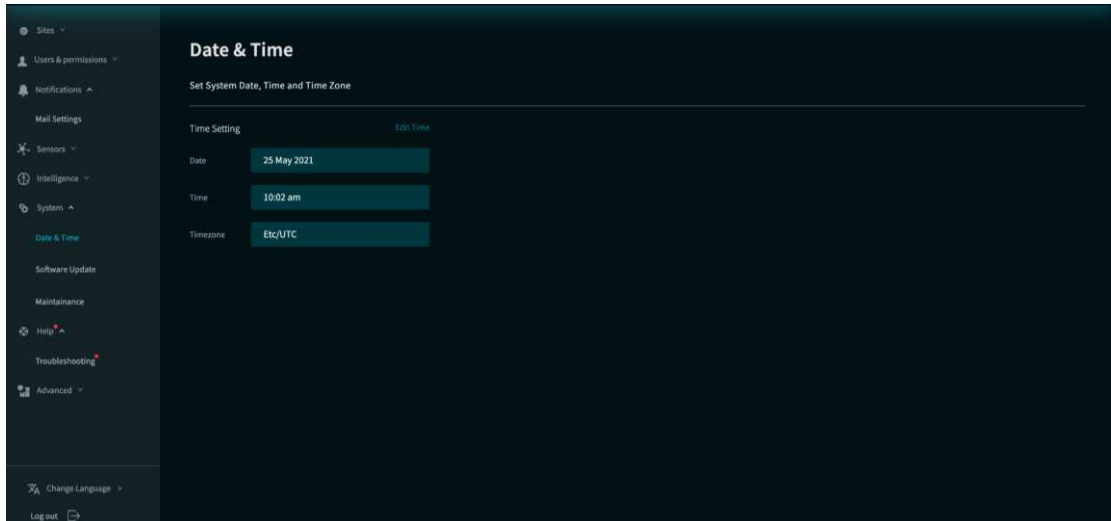 Sites
Users & permissions
Notifications
Mail Settings
Sensors
Intelligence
System
Date & Time
Software Update
Maintainance
Help
Troubleshooting
Advanced
Change Language
Log out
Date & Time
Set System Date, Time and Time Zone
Time Setting Edit Time
Date 25 May 2021
Time 10:02 am
Timezone Etc/UTC